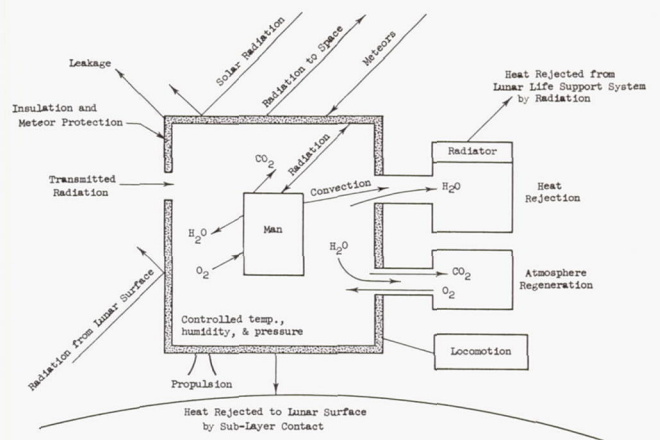 Leakage
Solar Radiation
Radiation to Space
Meteors
Heat Rejected from
Lunar Life Support System
by Radiation
Insulation and
Meteor Protection
Radiator
CO2
Radiation
Transmitted
Radiation
Convection
H2O
Heat
Rejection
Man
H2O
H2O
O2
CO2
O2
Atmosphere
Regeneration
Radiation from Lunar Surface
Controlled temp.,
humidity, & pressure
Locomotion
Propulsion
Heat Rejected to Lunar Surface
by Sub-Layer Contact